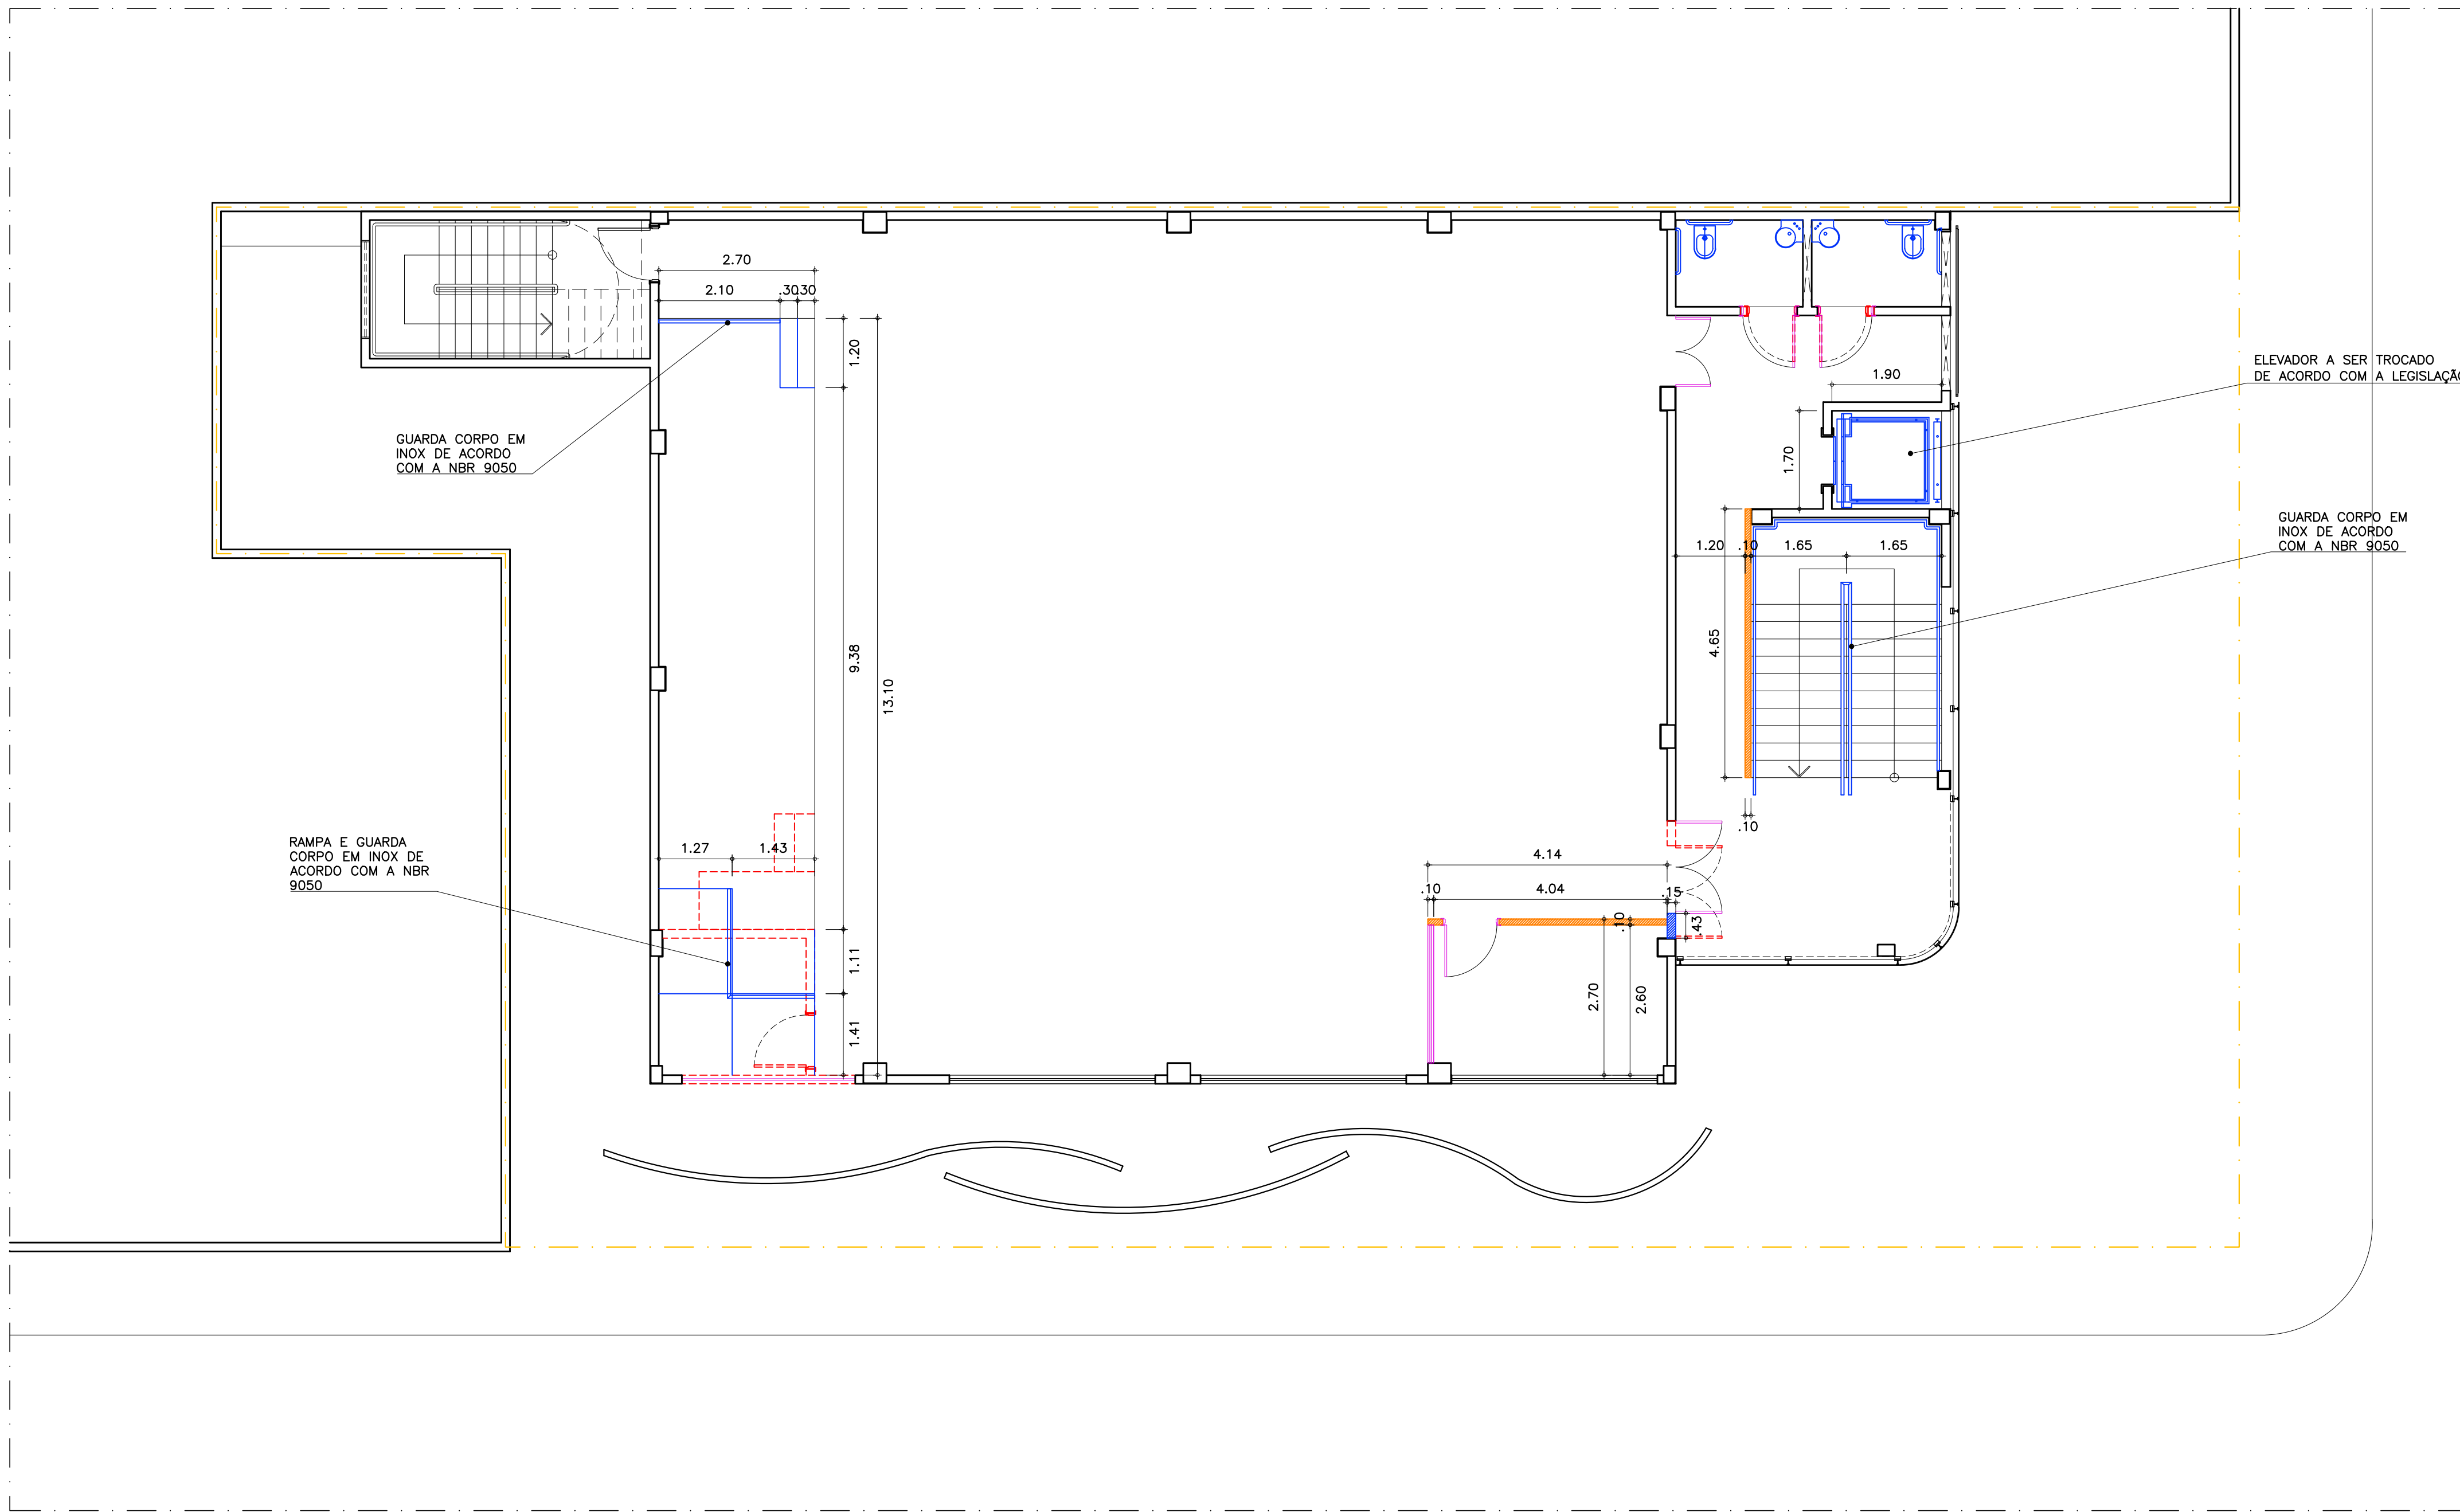 2.70
2.10
.30
.30
1.20
ELEVADOR A SER TROCADO
DE ACORDO COM A LEGISLAÇÃO
1.90
GUARDA CORPO EM
INOX DE ACORDO
COM A NBR 9050
1.70
GUARDA CORPO EM
INOX DE ACORDO
COM A NBR 9050
1.20
.10
1.65
1.65
4.65
9.38
13.10
.10
RAMPA E GUARDA
CORPO EM INOX DE
ACORDO COM A NBR
9050
1.27
1.43
4.14
.10
4.04
.15
.10
.43
1.11
2.70
2.60
1.41